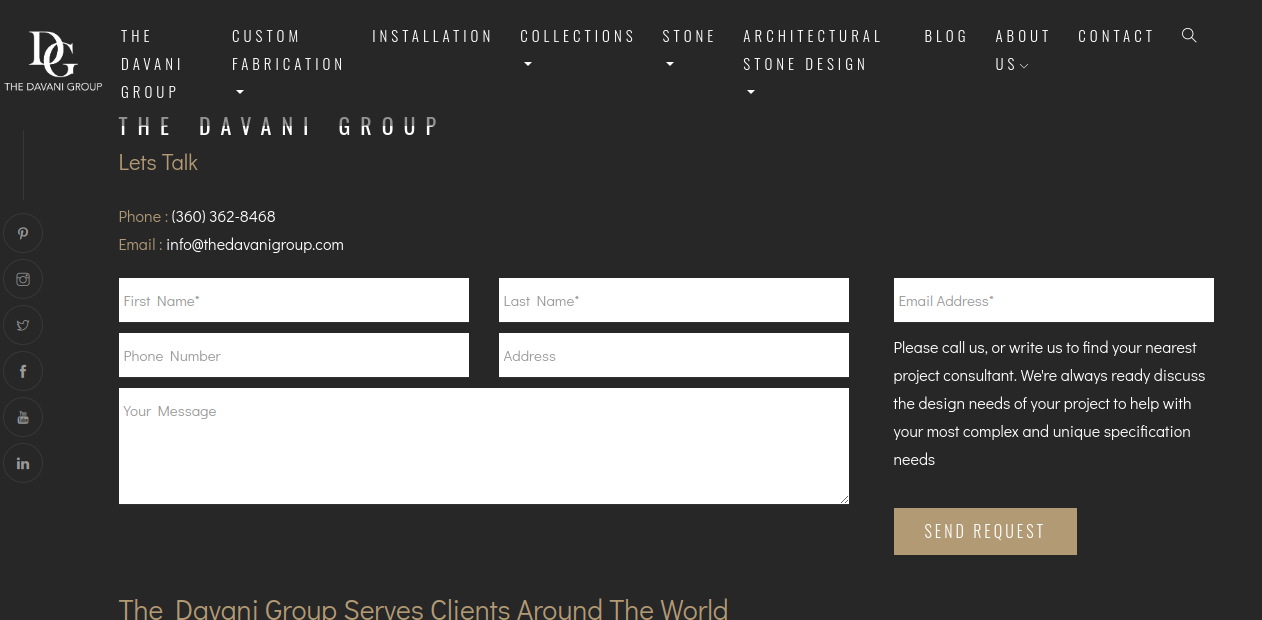 DG
THE DAVANI GROUP
THE DAVANI GROUP
CUSTOM FABRICATION
INSTALLATION
COLLECTIONS
STONE
ARCHITECTURAL STONE DESIGN
BLOG
ABOUT US
CONTACT
THE DAVANI GROUP
Lets Talk
Phone : (360) 362-8468
Email : info@thedavanigroup.com
First Name*
Last Name*
Email Address*
Phone Number
Address
Your Message
Please call us, or write us to find your nearest
project consultant. We're always ready discuss
the design needs of your project to help with
your most complex and unique specification
needs
SEND REQUEST
The Davani Group Serves Clients Around The World